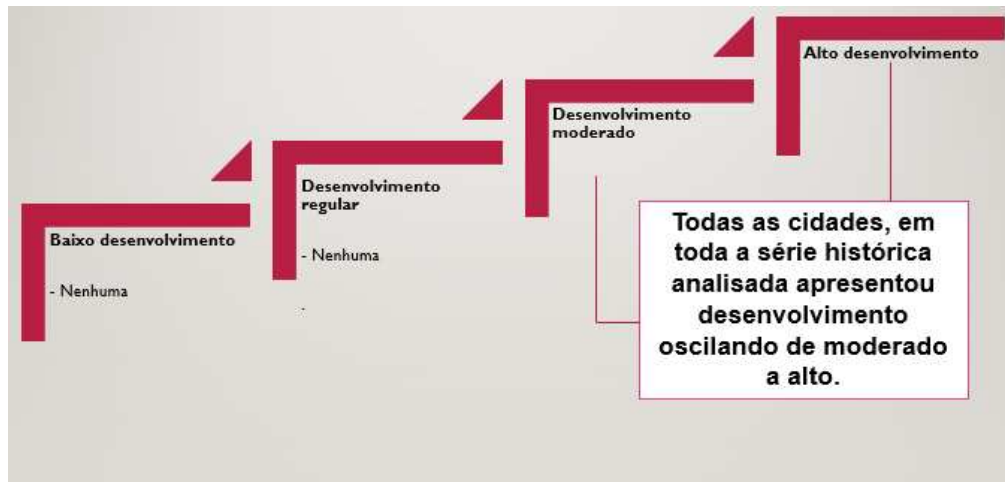 Baixo desenvolvimento
- Nenhuma
Desenvolvimento
regular
- Nenhuma
.
Desenvolvimento
moderado
Alto desenvolvimento
Todas as cidades, em
toda a série histórica
analisada apresentou
desenvolvimento
oscilando de moderado
a alto.